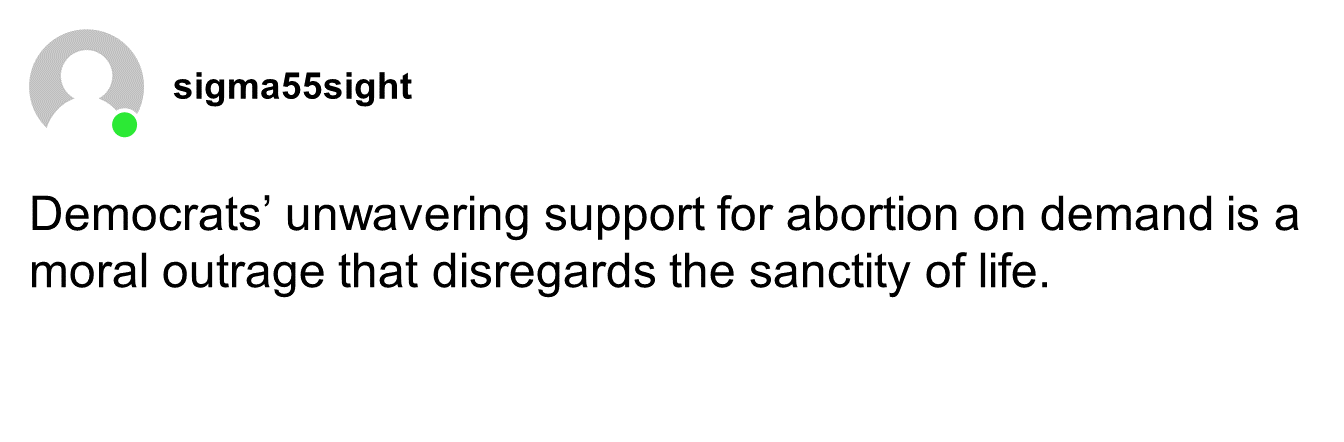 sigma55sight
Democrats’ unwavering support for abortion on demand is a
moral outrage that disregards the sanctity of life.